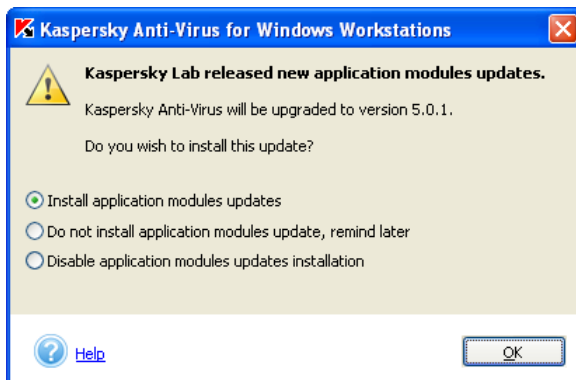 Kaspersky Anti-Virus for Windows Workstations
Kaspersky Lab released new application modules updates.
Kaspersky Anti-Virus will be upgraded to version 5.0.1.
Do you wish to install this update?
Install application modules updates
Do not install application modules update, remind later
Disable application modules updates installation
Help
OK